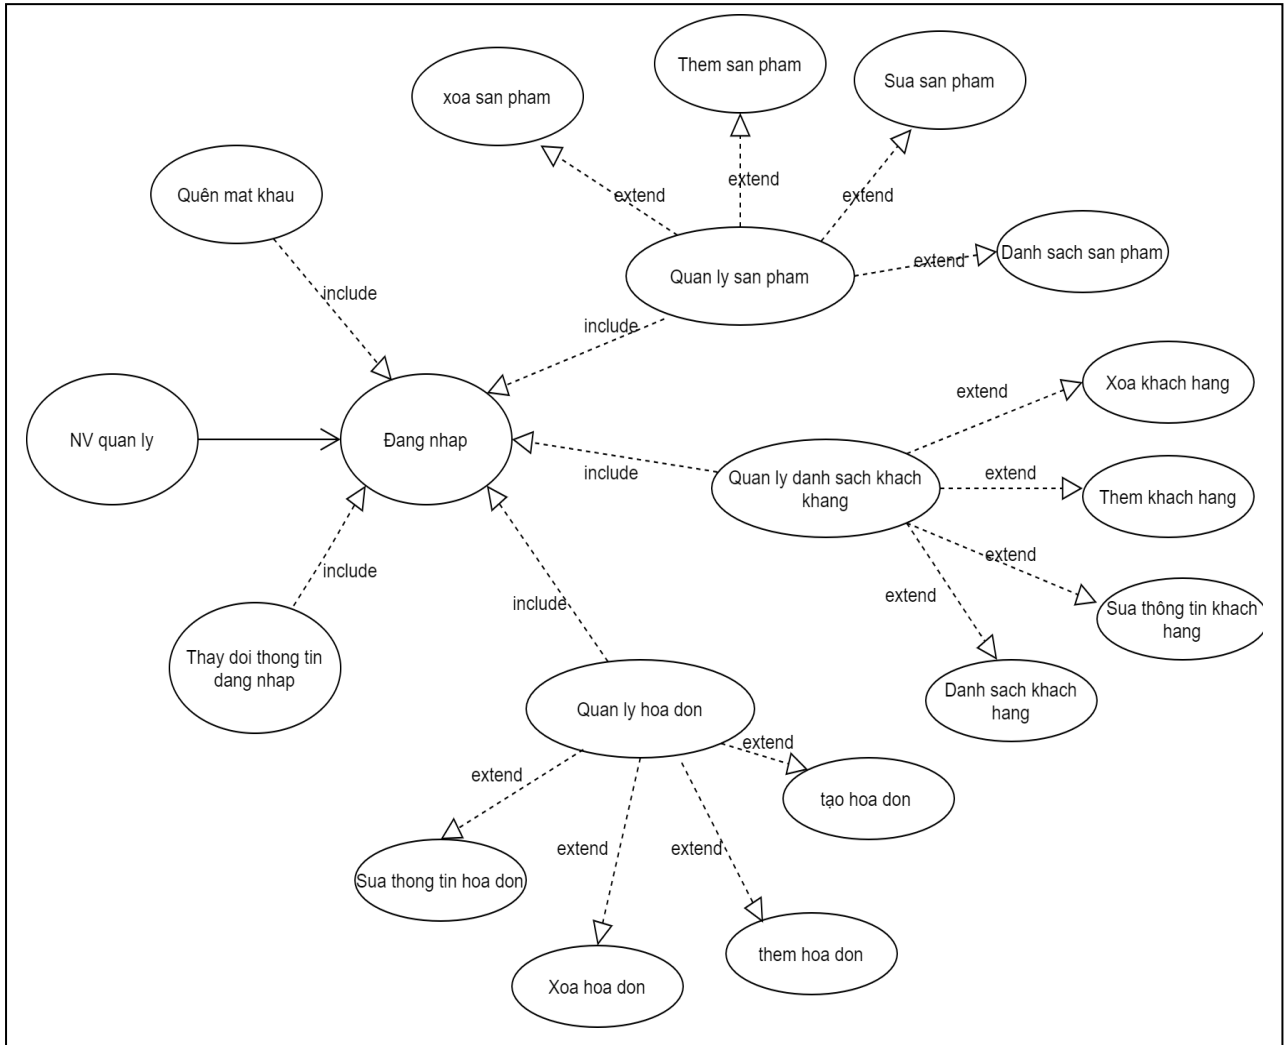 Them san pham
Sua san pham
xoa san pham
extend
Quên mat khau
extend
extend
Danh sach san pham
extend
Quan ly san pham
include
include
Xoa khach hang
extend
NV quan ly
Đang nhap
include
Quan ly danh sach khach
khang
extend
Them khach hang
extend
include
extend
include
Sua thông tin khach
hang
Thay doi thong tin
dang nhap
Danh sach khach
hang
Quan ly hoa don
extend
extend
tạo hoa don
extend
extend
Sua thong tin hoa don
them hoa don
Xoa hoa don